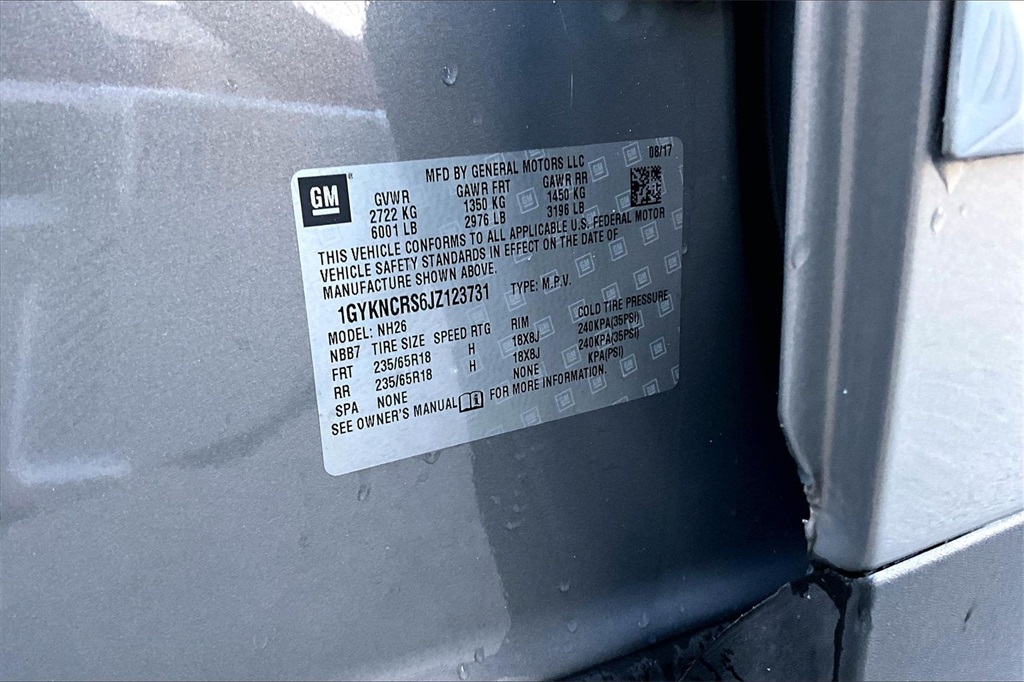 GM
MFD BY GENERAL MOTORS LLC 08/17
GVWR GAWR FRT GAWR RR
2722 KG 1350 KG 1450 KG
6001 LB 2976 LB 3196 LB
THIS VEHICLE CONFORMS TO ALL APPLICABLE U.S. FEDERAL MOTOR
VEHICLE SAFETY STANDARDS IN EFFECT ON THE DATE OF
MANUFACTURE SHOWN ABOVE.
1GYKNCRS6JZ123731 TYPE: M.P.V.
MODEL: NH26
NBB7 TIRE SIZE SPEED RTG RIM COLD TIRE PRESSURE
FRT 235/65R18 H 18X8J 240KPA(35PSI)
RR 235/65R18 H 18X8J 240KPA(35PSI)
SPA NONE NONE KPA(PSI)
SEE OWNER'S MANUAL FOR MORE INFORMATION.